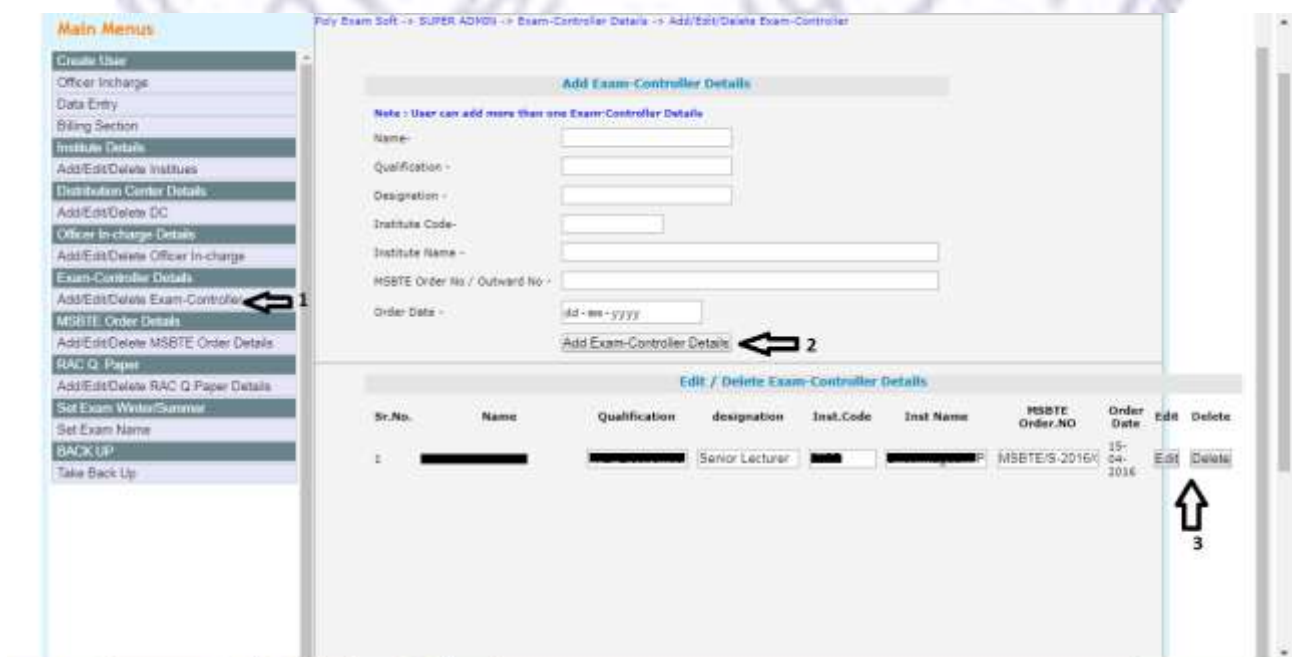 Poly Exam Soft -> SUPER ADMIN -> Exam-Controller Details -> Add/Edit/Delete Exam-Controller
Main Menus
Create User
Officer Incharge
Data Entry
Billing Section
Institute Details
Add/Edit/Delete Institues
Distribution Center Details
Add/Edit/Delete DC
Officer In-charge Details
Add/Edit/Delete Officer In-charge
Exam-Controller Details
Add/Edit/Delete Exam-Controller
1
MSBTE Order Details
Add/Edit/Delete MSBTE Order Details
RAC Q. Paper
Add/Edit/Delete RAC Q Paper Details
Set Exam Winter/Summer
Set Exam Name
BACK UP
Take Back Up
Add Exam-Controller Details
Note : User can add more than one Exam-Controller Details
Name-
Qualification -
Designation -
Institute Code-
Institute Name -
MSBTE Order No / Outward No -
Order Date - dd-mm-yyyy
Add Exam-Controller Details 2
Edit / Delete Exam-Controller Details
Sr.No. Name Qualification designation Inst.Code Inst Name MSBTE Order.NO Order Date Edit Delete
1 Senior Lecturer P MSBTE/S-2016/ 15-04-2016 Edit Delete
3